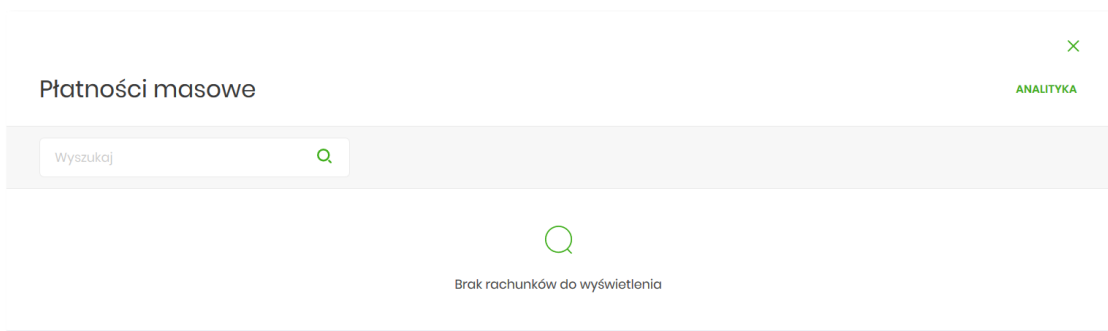 Płatności masowe
ANALITYKA
Wyszukaj
Brak rachunków do wyświetlenia